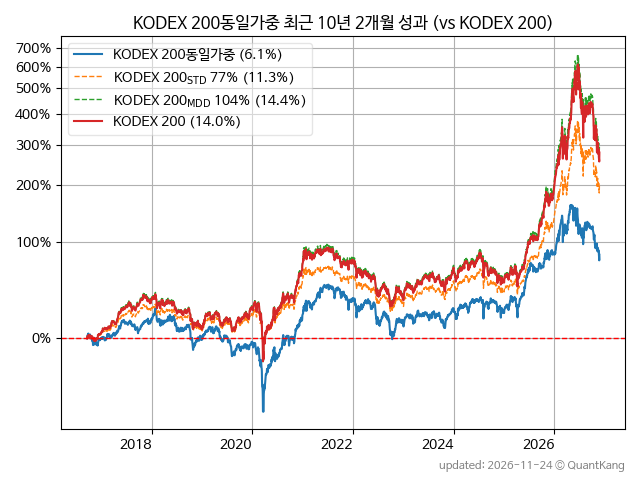 KODEX 200동일가중 최근 10년 2개월 성과 (vs KODEX 200)
KODEX 200동일가중 (6.1%)
KODEX 200STD 77% (11.3%)
KODEX 200MDD 104% (14.4%)
KODEX 200 (14.0%)
700%
600%
500%
400%
300%
200%
100%
0%
2018 2020 2022 2024 2026
updated: 2026-11-24 © QuantKang